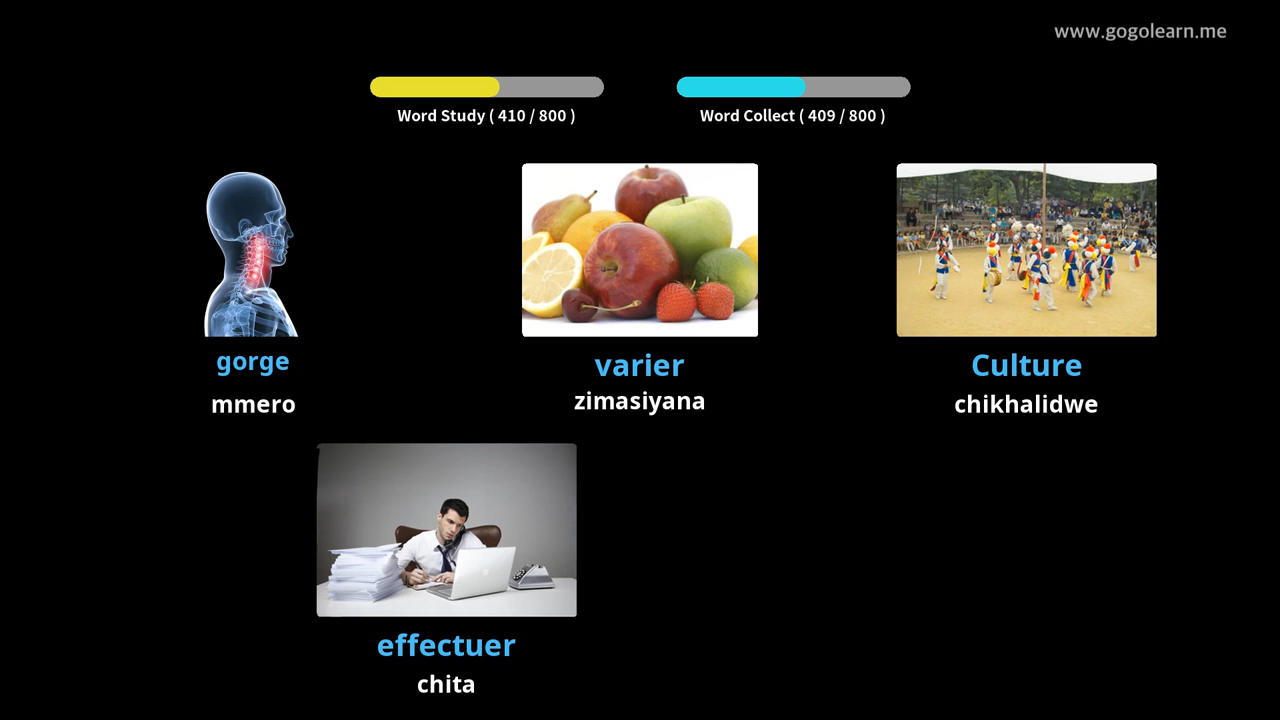 www.gogolearn.me
Word Study ( 410 / 800 )
Word Collect ( 409 / 800 )
gorge
mmero
varier
zimasiyana
Culture
chikhalidwe
effectuer
chita